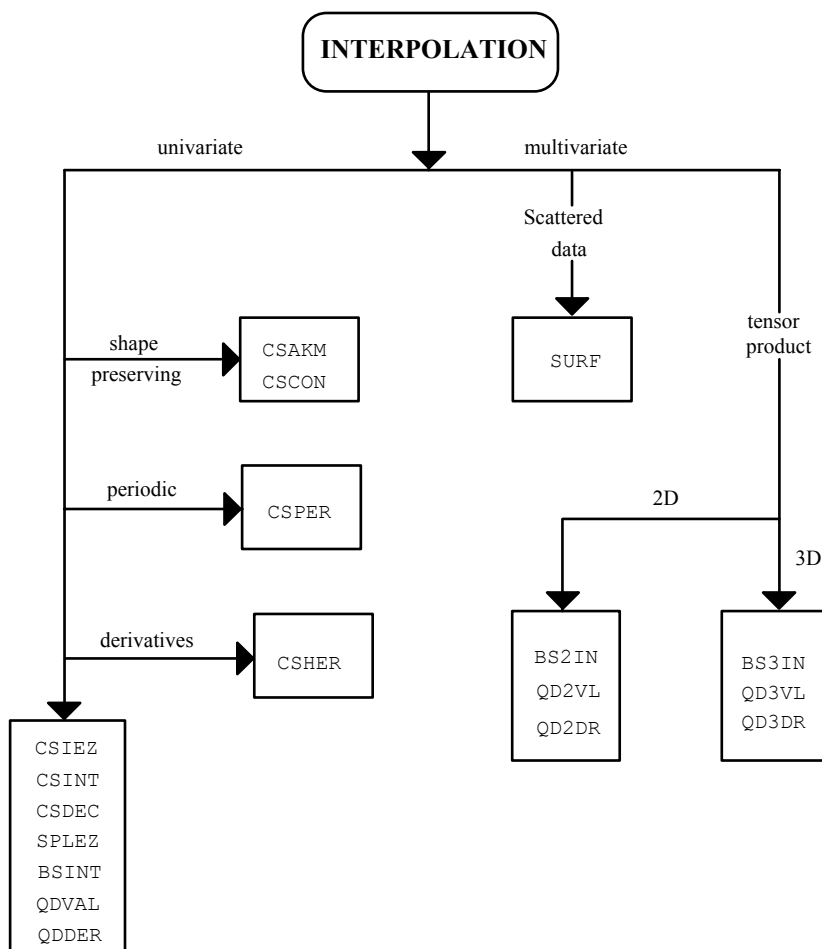 INTERPOLATION
univariate
multivariate
Scattered
data
tensor
product
shape
preserving
CSAKM
CSCON
SURF
periodic
CSPER
2D
3D
derivatives
CSHER
BS2IN
QD2VL
QD2DR
BS3IN
QD3VL
QD3DR
CSIEZ
CSINT
CSDEC
SPLEZ
BSINT
QDVAL
QDDER